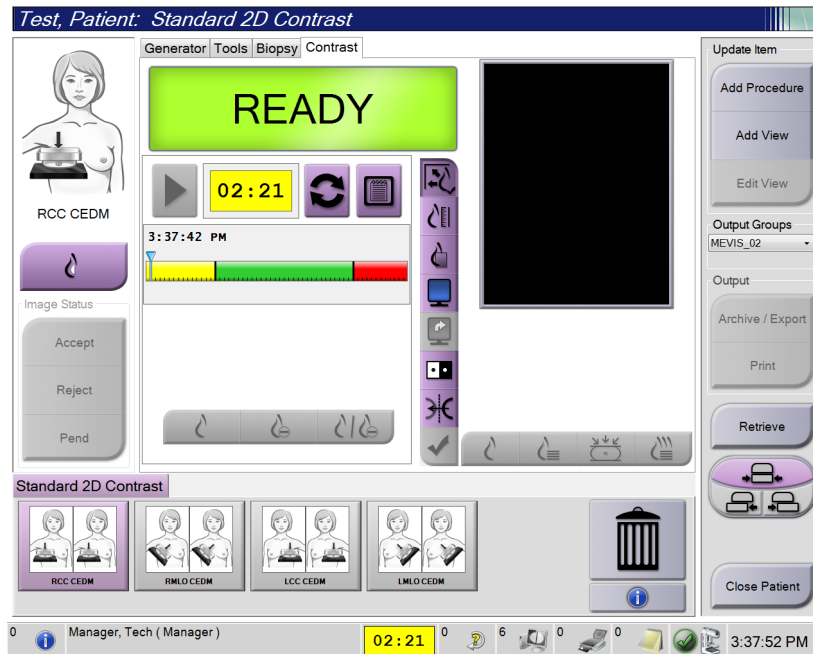 Test, Patient: Standard 2D Contrast
Generator Tools Biopsy Contrast
READY
02:21
3:37:42 PM
RCC CEDM
Image Status
Accept
Reject
Pend
Update Item
Add Procedure
Add View
Edit View
Output Groups
MEVIS_02
Output
Archive / Export
Print
Retrieve
Close Patient
Standard 2D Contrast
RCC CEDM
RMLO CEDM
LCC CEDM
LMLO CEDM
0 Manager, Tech ( Manager ) 02:21 0 6 0 0 3:37:52 PM